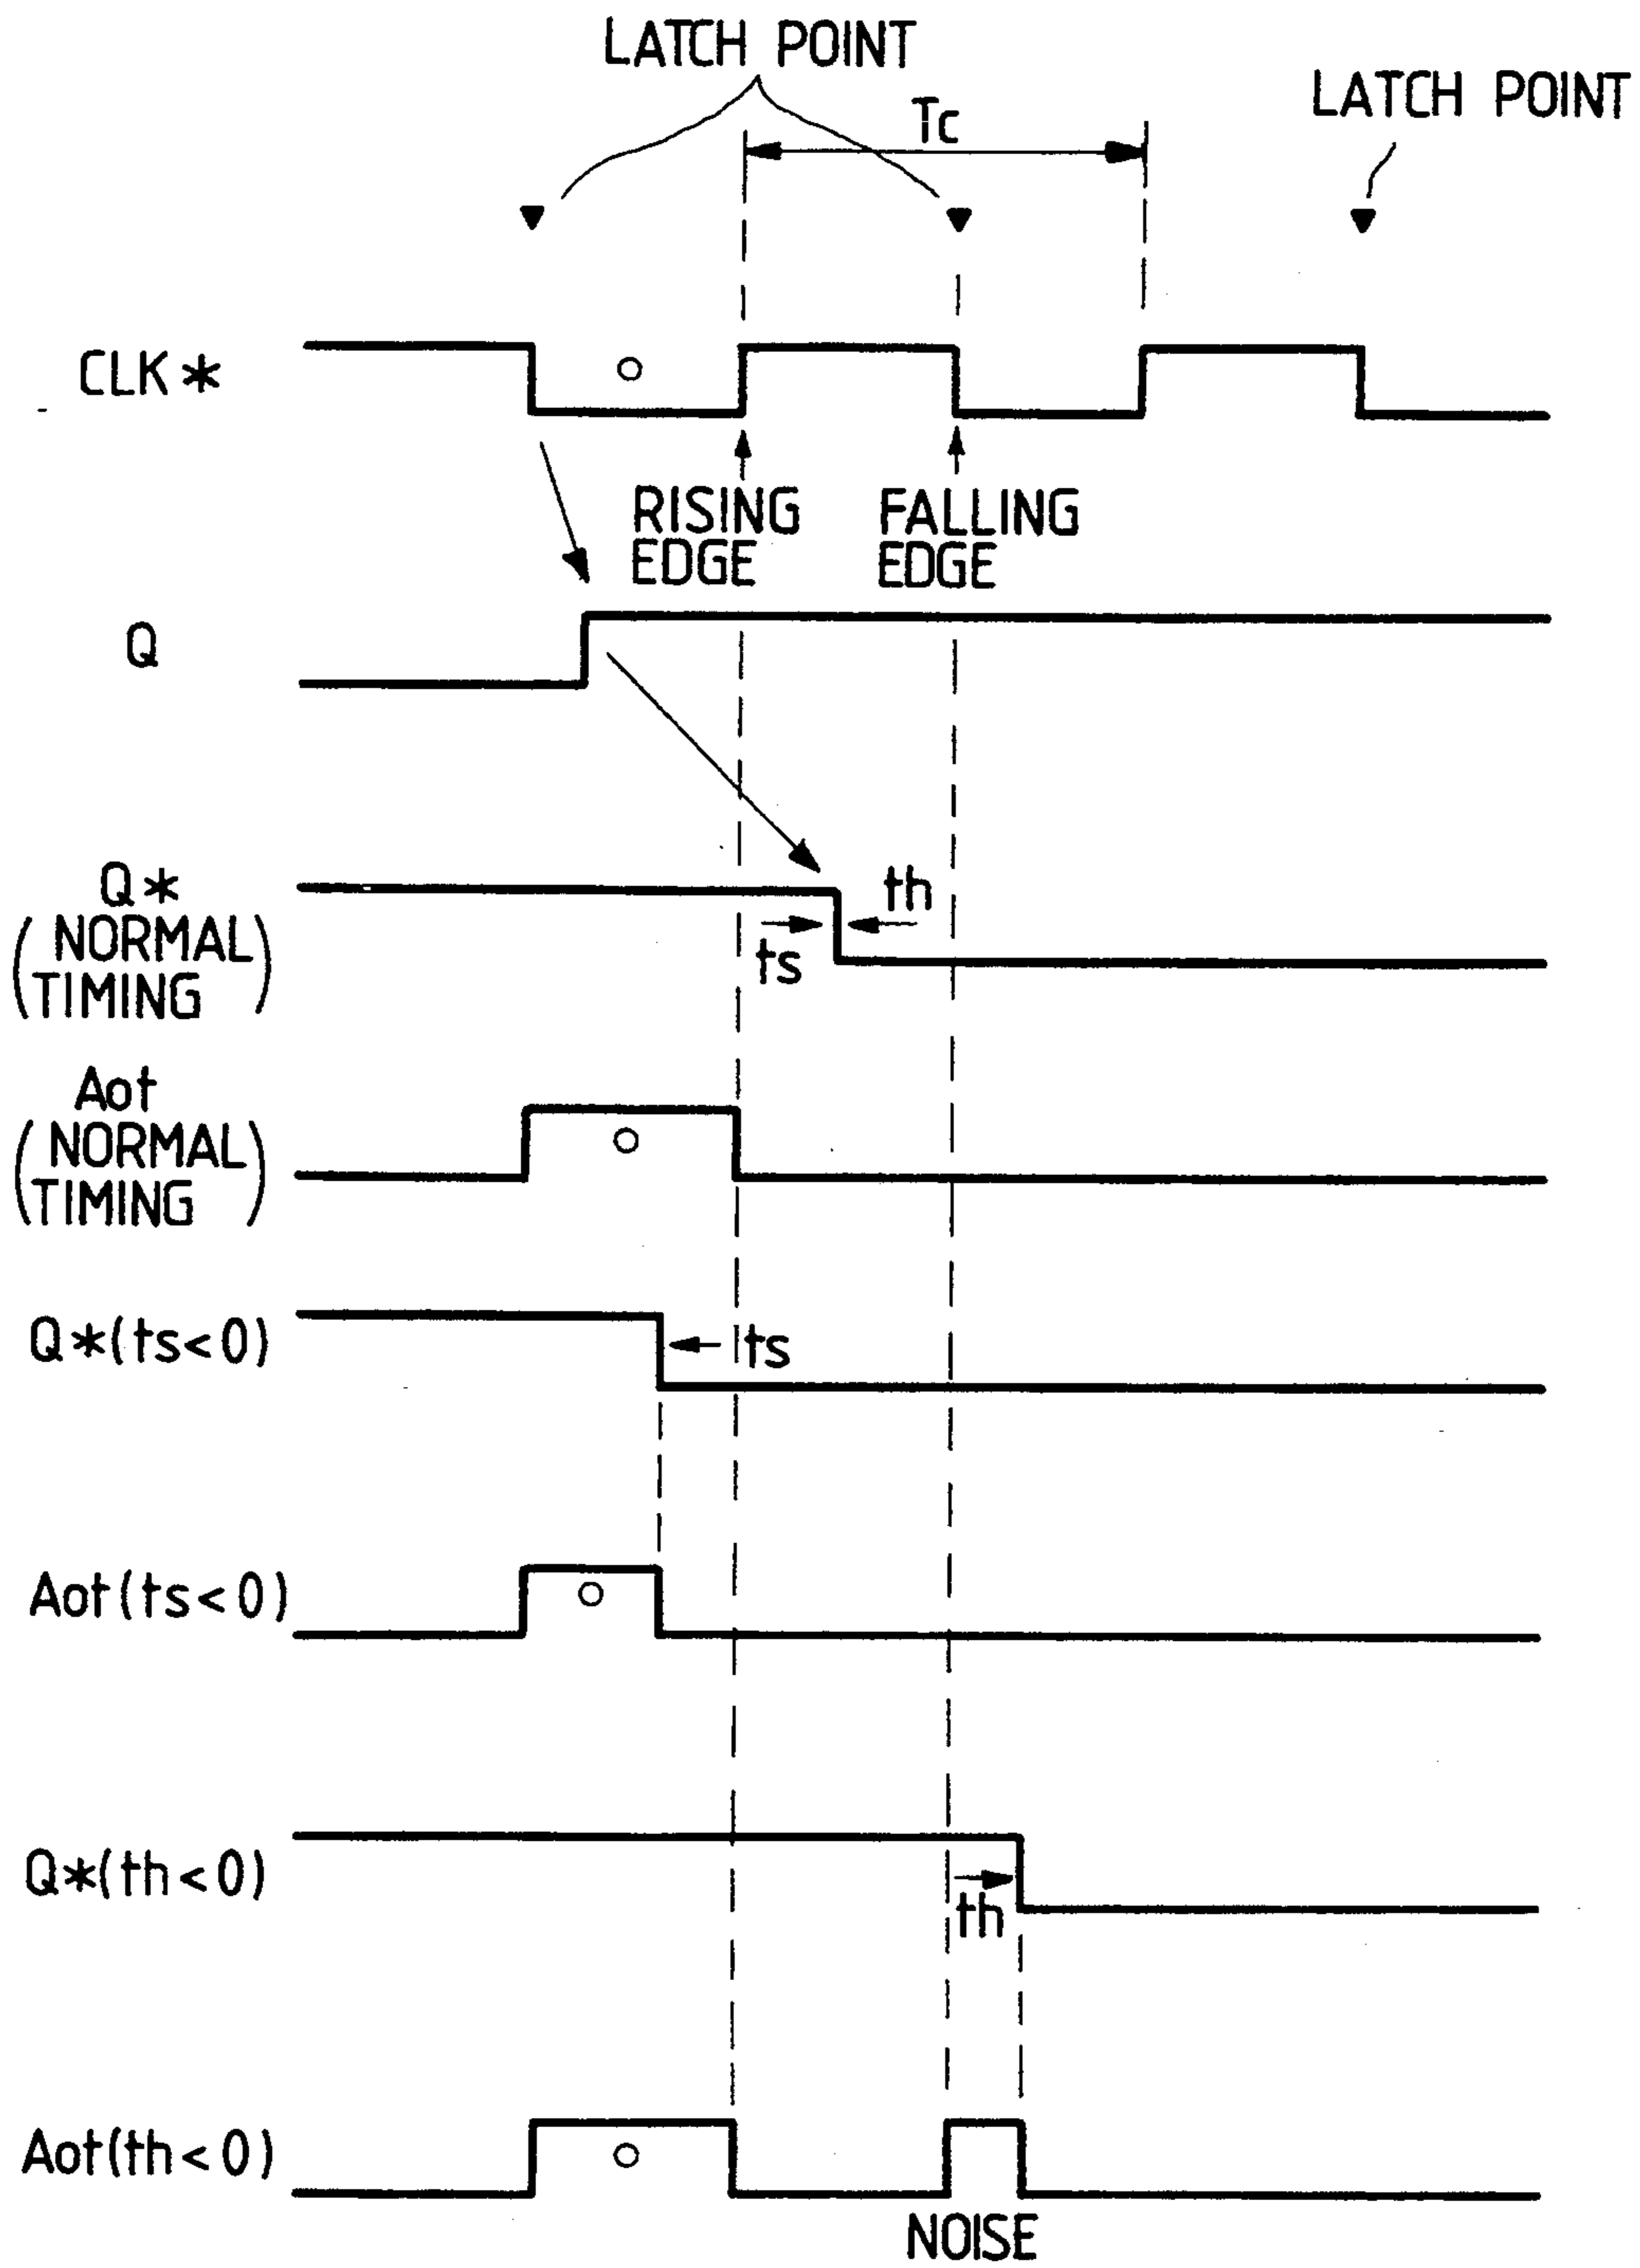 LATCH POINT
LATCH POINT
Tc
CLK*
RISING
EDGE
FALLING
EDGE
Q
Q*
(NORMAL
TIMING)
th
ts
Aot
(NORMAL
TIMING)
Q*(ts<0)
ts
Aot(ts<0)
Q*(th<0)
th
Aot(th<0)
NOISE